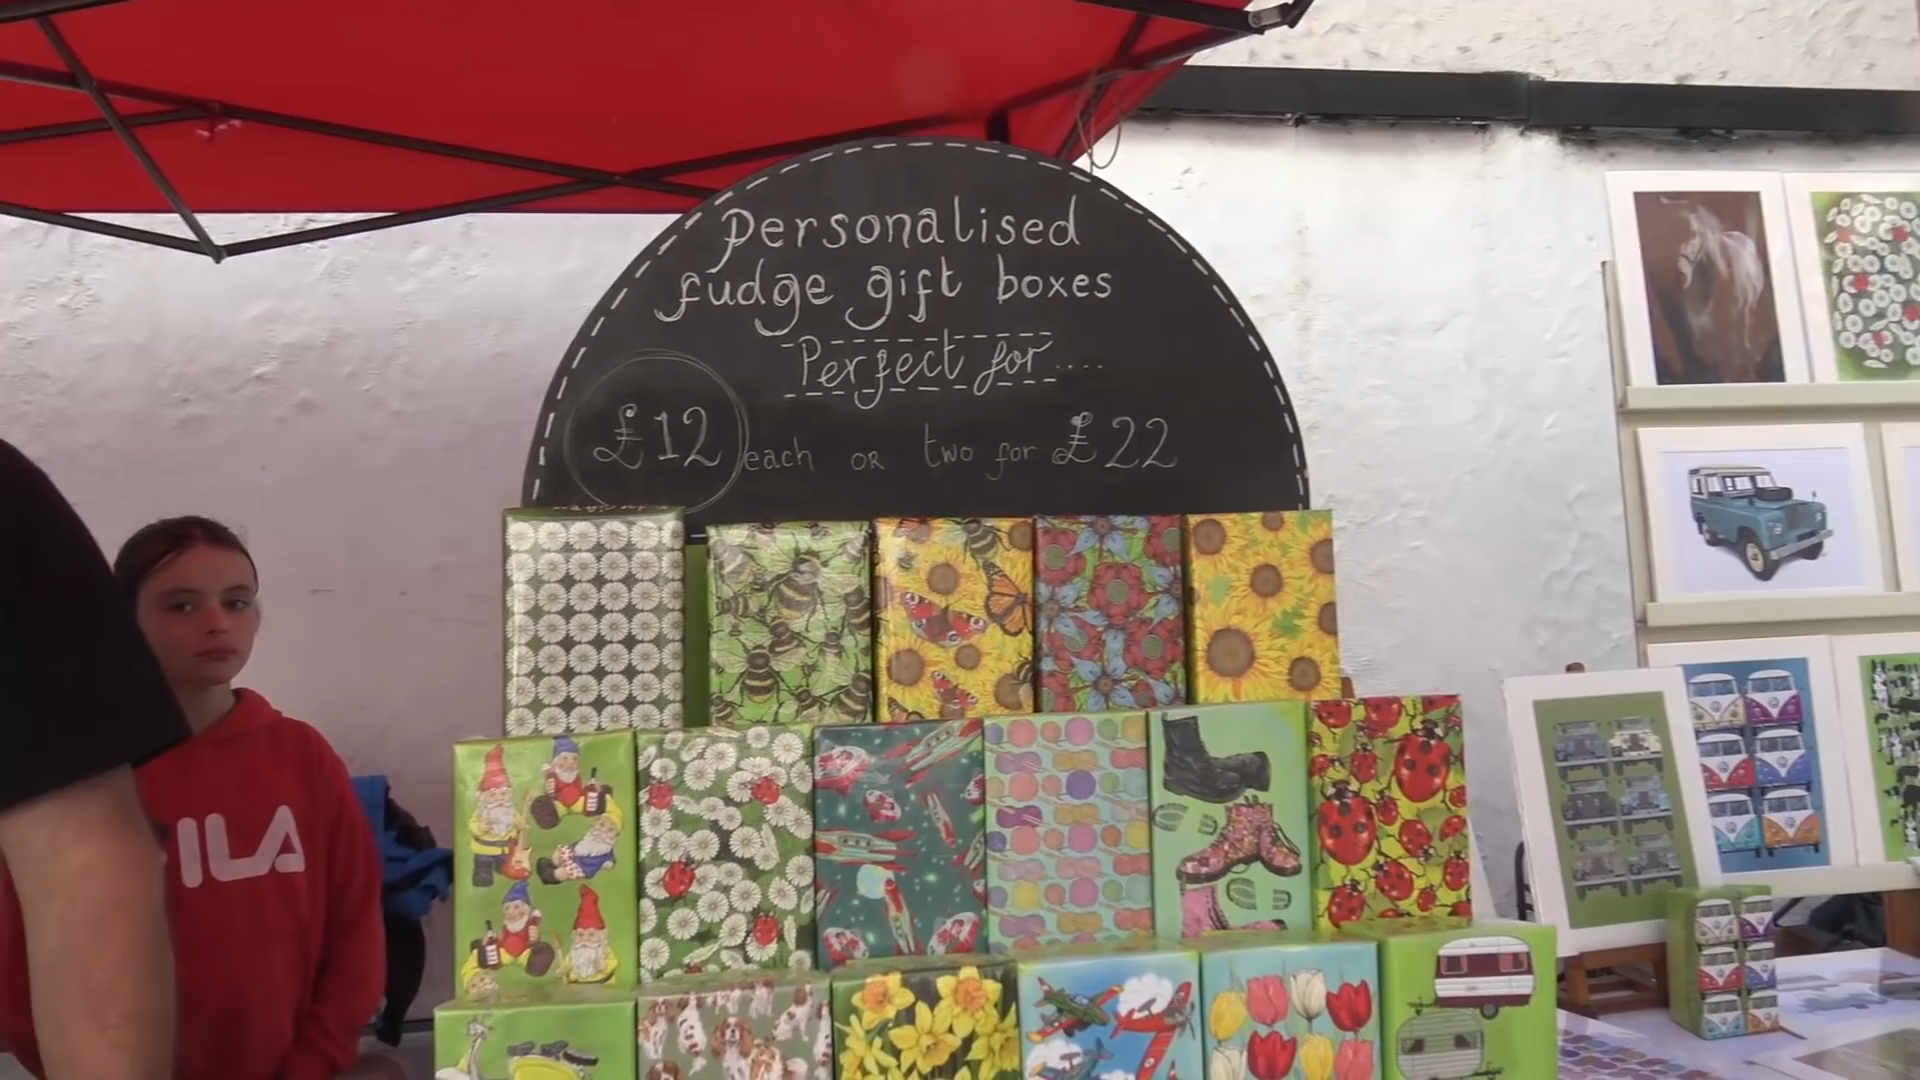 Personalised
fudge gift boxes
Perfect for....
£12 each OR two for £22
ILA